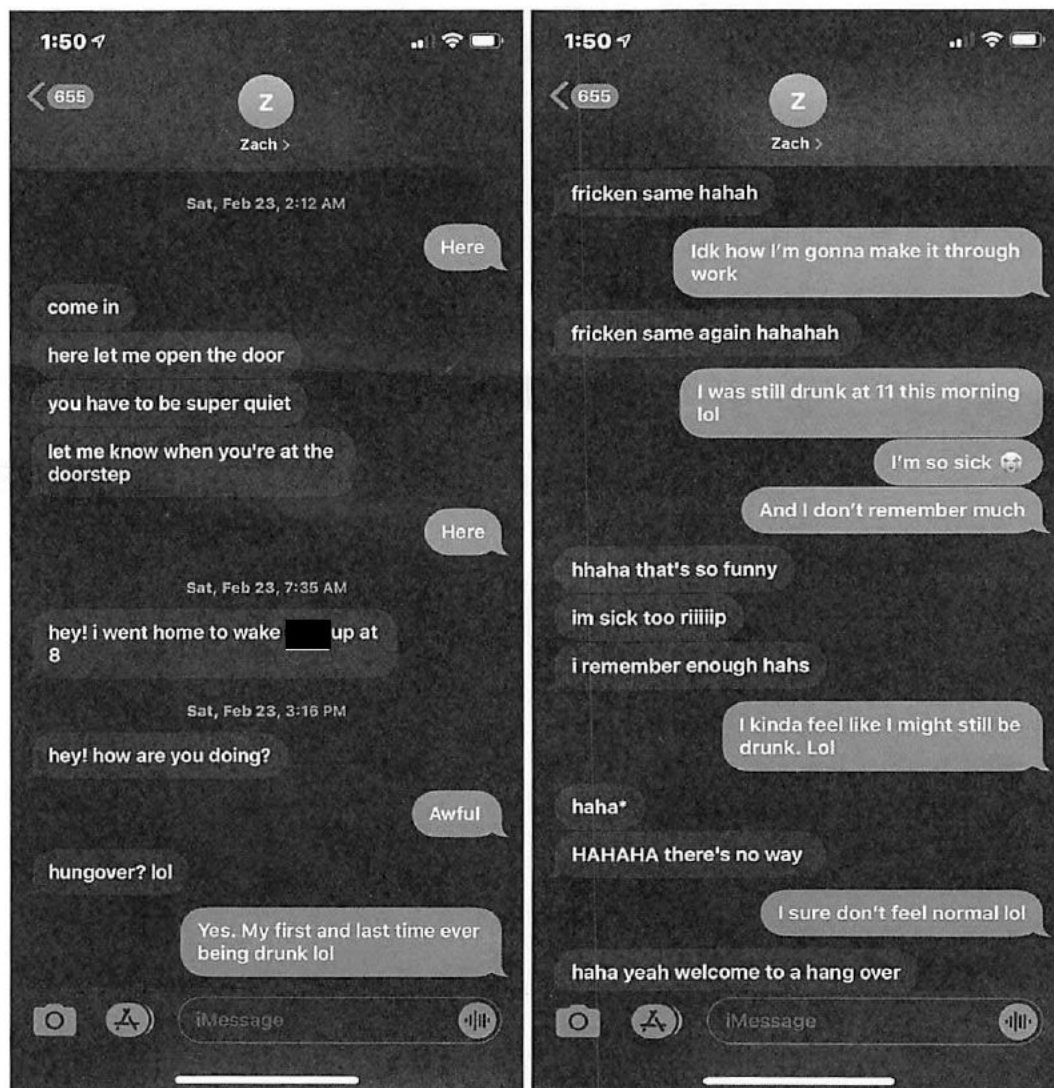 1:50
655
Z
Zach >
Sat, Feb 23, 2:12 AM
Here
come in
here let me open the door
you have to be super quiet
let me know when you're at the
doorstep
Here
Sat, Feb 23, 7:35 AM
hey! i went home to wake up at
8
Sat, Feb 23, 3:16 PM
hey! how are you doing?
Awful
hungover? lol
Yes. My first and last time ever
being drunk lol
iMessage
1:50
655
Z
Zach >
fricken same hahah
Idk how I'm gonna make it through
work
fricken same again hahahah
I was still drunk at 11 this morning
lol
I'm so sick 😭
And I don't remember much
hhaha that's so funny
im sick too riiiiip
i remember enough hahs
I kinda feel like I might still be
drunk. Lol
haha*
HAHAHA there's no way
I sure don't feel normal lol
haha yeah welcome to a hang over
iMessage